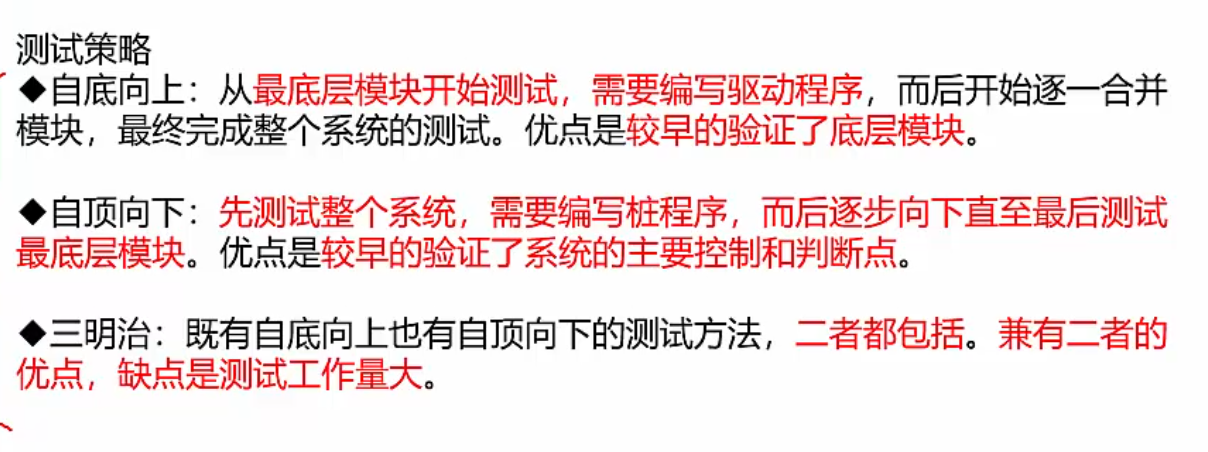 测试策略
◆自底向上：从最底层模块开始测试，需要编写驱动程序，而后开始逐一合并
模块，最终完成整个系统的测试。优点是较早的验证了底层模块。
◆自顶向下：先测试整个系统，需要编写桩程序，而后逐步向下直至最后测试
最底层模块。优点是较早的验证了系统的主要控制和判断点。
◆三明治：既有自底向上也有自顶向下的测试方法，二者都包括。兼有二者的
优点，缺点是测试工作量大。